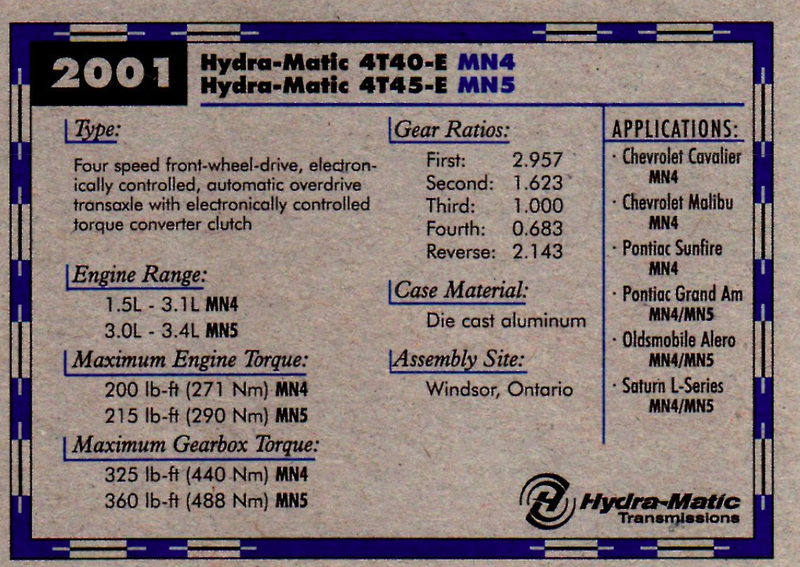 2001
Hydra-Matic 4T40-E MN4
Hydra-Matic 4T45-E MN5
Type:
Four speed front-wheel-drive, electron-
ically controlled, automatic overdrive
transaxle with electronically controlled
torque converter clutch
Engine Range:
1.5L - 3.1L MN4
3.0L - 3.4L MN5
Maximum Engine Torque:
200 lb-ft (271 Nm) MN4
215 lb-ft (290 Nm) MN5
Maximum Gearbox Torque:
325 lb-ft (440 Nm) MN4
360 lb-ft (488 Nm) MN5
Gear Ratios:
First: 2.957
Second: 1.623
Third: 1.000
Fourth: 0.683
Reverse: 2.143
Case Material:
Die cast aluminum
Assembly Site:
Windsor, Ontario
APPLICATIONS:
· Chevrolet Cavalier
MN4
· Chevrolet Malibu
MN4
· Pontiac Sunfire
MN4
· Pontiac Grand Am
MN4/MN5
· Oldsmobile Alero
MN4/MN5
· Saturn L-Series
MN4/MN5
H Hydra-Matic
Transmissions